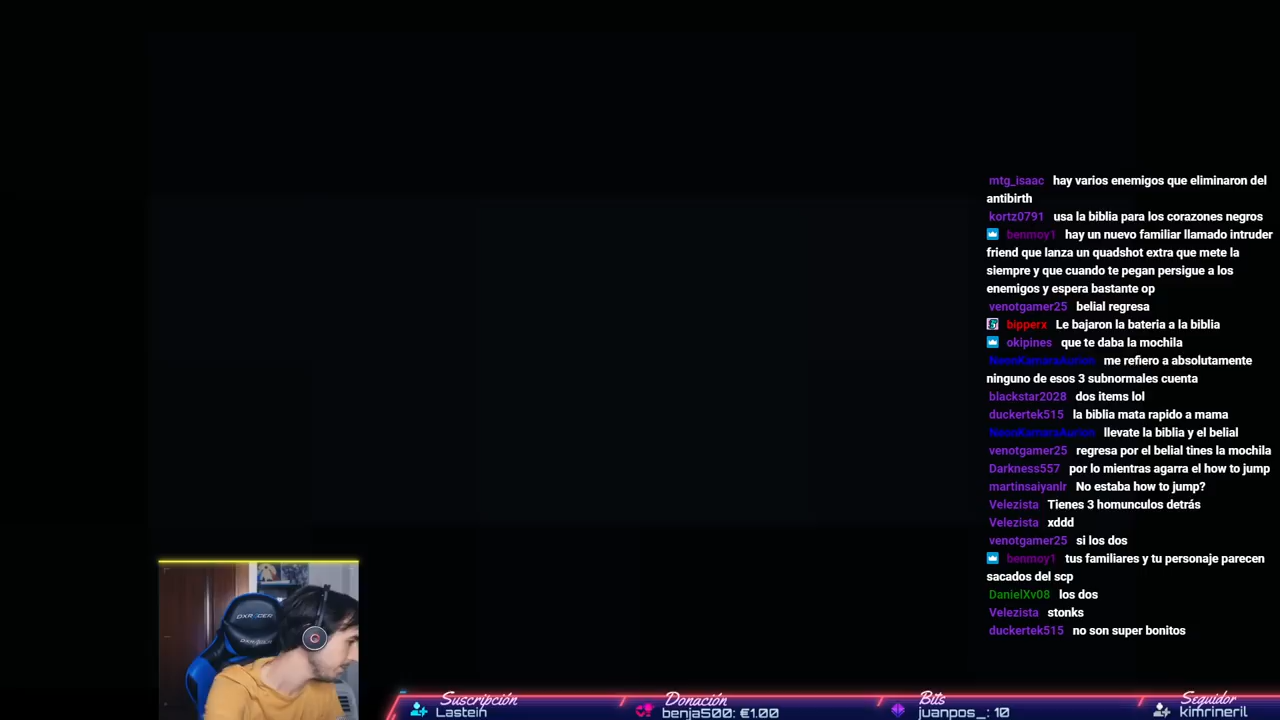 mtg_isaac hay varios enemigos que eliminaron del
antibirth
kortz0791 usa la biblia para los corazones negros
benmoy1 hay un nuevo familiar llamado intruder
friend que lanza un quadshot extra que mete la
siempre y que cuando te pegan persigue a los
enemigos y espera bastante op
venotgamer25 belial regresa
bipperx Le bajaron la bateria a la biblia
okipines que te daba la mochila
NeonKamaraAurion me refiero a absolutamente
ninguno de esos 3 subnormales cuenta
blackstar2028 dos items lol
duckertek515 la biblia mata rapido a mama
NeonKamaraAurion llevate la biblia y el belial
venotgamer25 regresa por el belial tines la mochila
Darkness557 por lo mientras agarra el how to jump
martinsaiyanlr No estaba how to jump?
Velezista Tienes 3 homunculos detrás
Velezista xddd
venotgamer25 si los dos
benmoy1 tus familiares y tu personaje parecen
sacados del scp
DanielXv08 los dos
Velezista stonks
duckertek515 no son super bonitos
DXRACER
Suscripción Donación Bits Seguidor
Lastein benja500: €1.00 juanpos_: 10 kimrineril